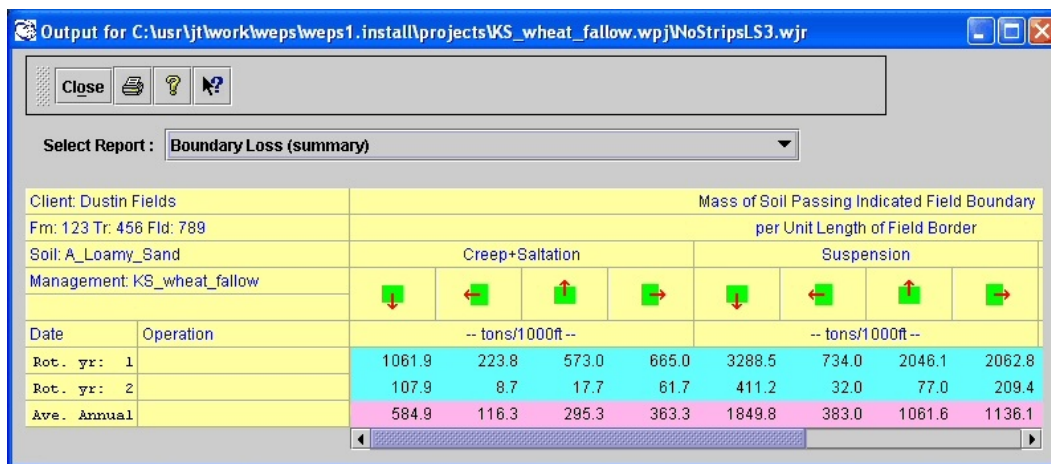 Output for C:\usr\jt\work\weps\weps1.install\projects\KS_wheat_fallow.wpj\NoStripsLS3.wjr
Close
Select Report : Boundary Loss (summary)
Client: Dustin Fields Mass of Soil Passing Indicated Field Boundary
Fm: 123 Tr: 456 Fld: 789 per Unit Length of Field Border
Soil: A_Loamy_Sand Creep+Saltation Suspension
Management: KS_wheat_fallow
Date Operation -- tons/1000ft -- -- tons/1000ft --
Rot. yr: 1 1061.9 223.8 573.0 665.0 3288.5 734.0 2046.1 2062.8
Rot. yr: 2 107.9 8.7 17.7 61.7 411.2 32.0 77.0 209.4
Ave. Annual 584.9 116.3 295.3 363.3 1849.8 383.0 1061.6 1136.1